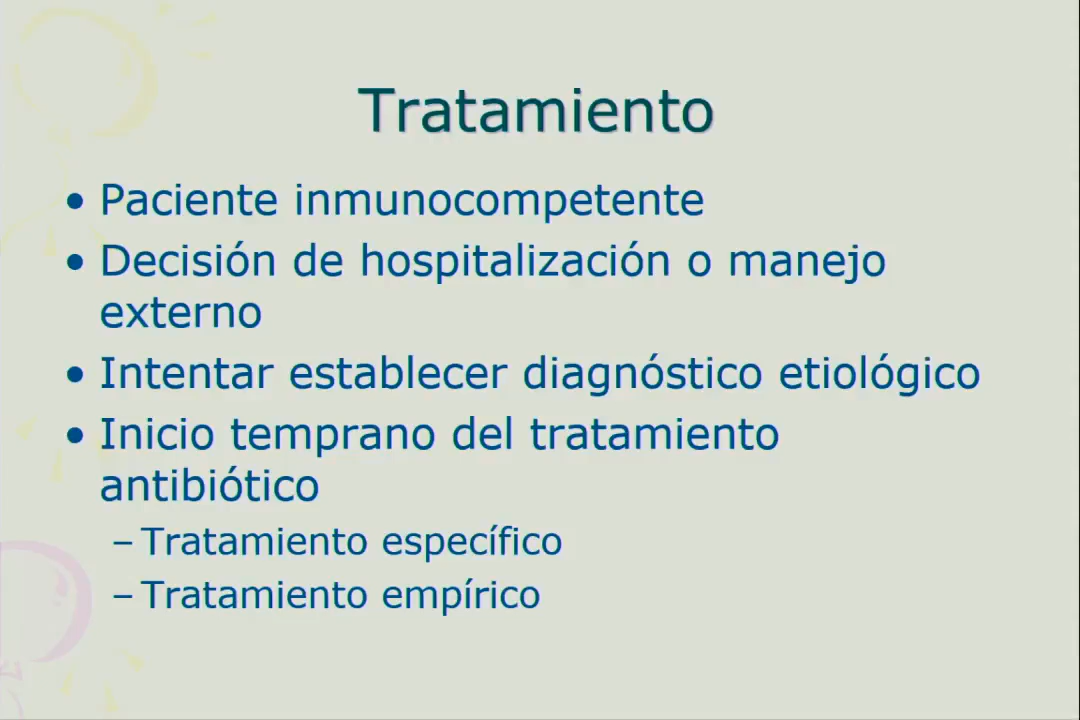 Tratamiento
• Paciente inmunocompetente
• Decisión de hospitalización o manejo
externo
• Intentar establecer diagnóstico etiológico
• Inicio temprano del tratamiento
antibiótico
– Tratamiento específico
– Tratamiento empírico